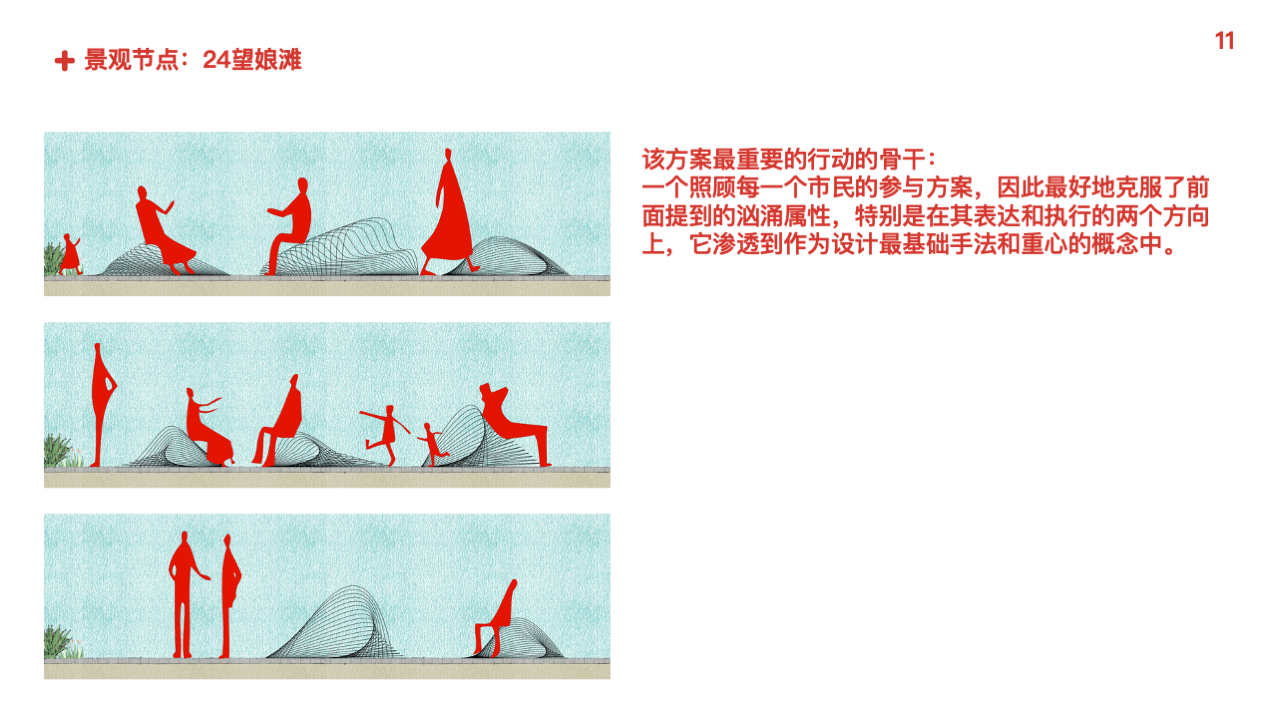 11
+ 景观节点：24望娘滩
该方案最重要的行动的骨干：
一个照顾每一个市民的参与方案，因此最好地克服了前
面提到的汹涌属性，特别是在其表达和执行的两个方向
上，它渗透到作为设计最基础手法和重心的概念中。